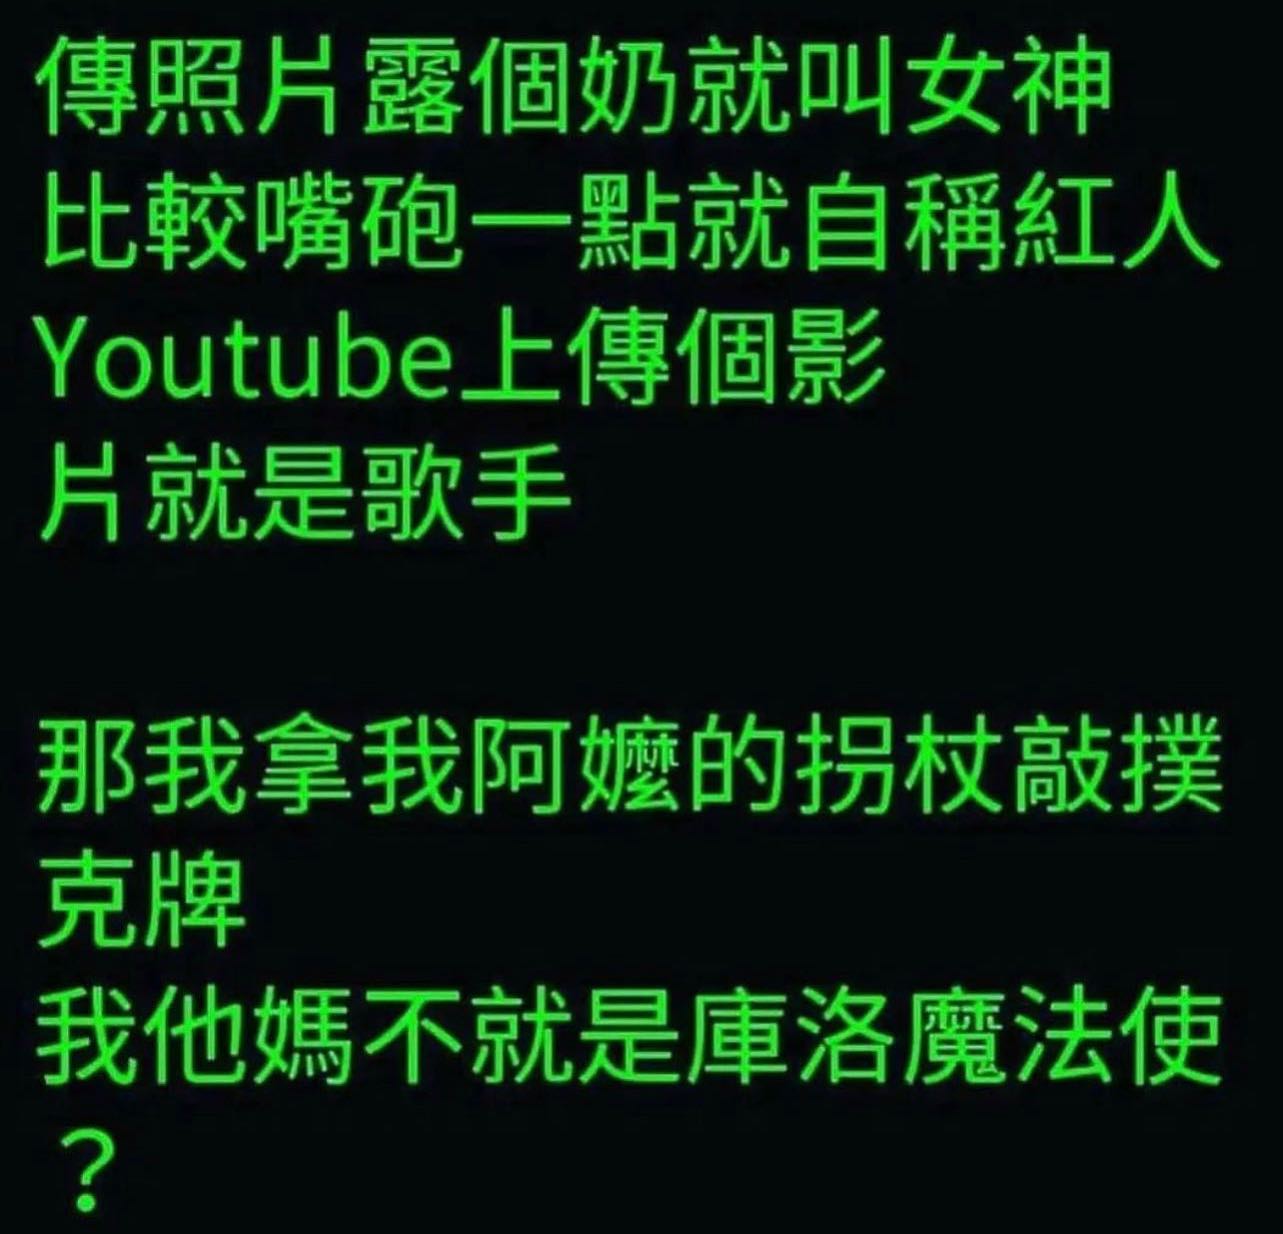 傳照片露個奶就叫女神
比較嘴砲一點就自稱紅人
Youtube上傳個影
片就是歌手
那我拿我阿嬤的拐杖敲撲
克牌
我他媽不就是庫洛魔法使
？